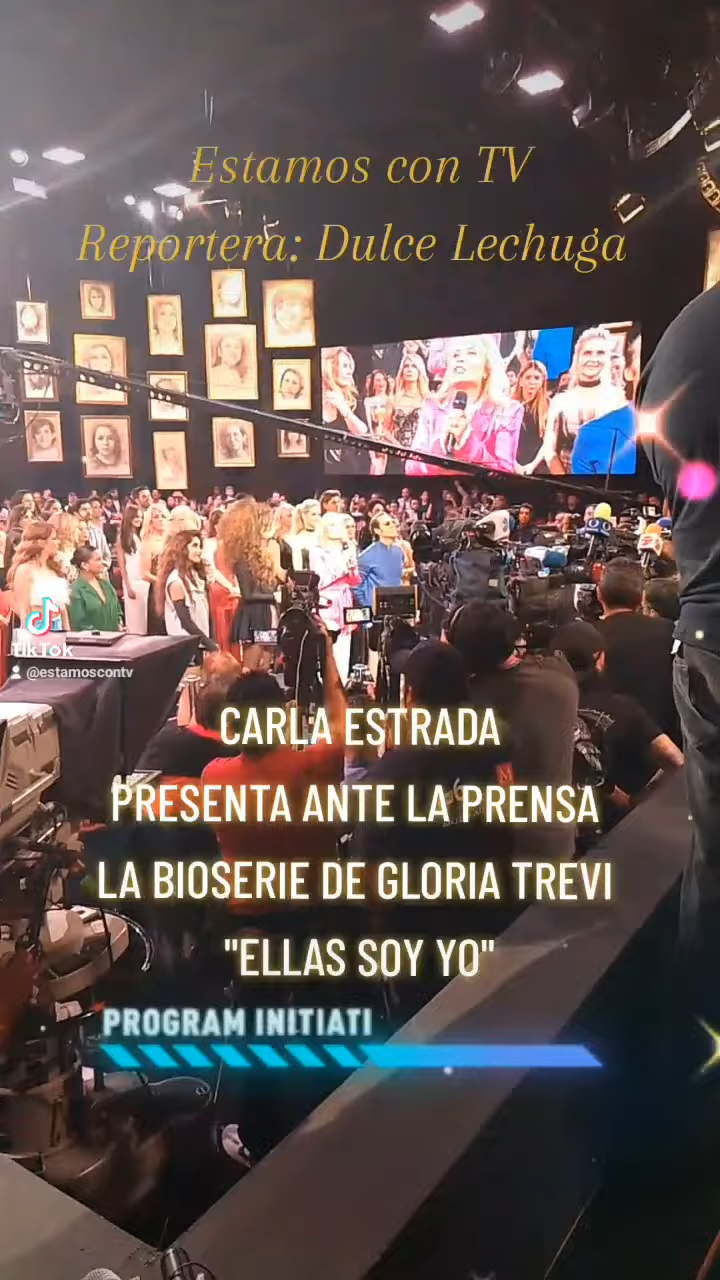 Estamos con TV
Reportera: Dulce Lechuga
TikTok
@estamoscontv
CARLA ESTRADA
PRESENTA ANTE LA PRENSA
LA BIOSERIE DE GLORIA TREVI
"ELLAS SOY YO"
PROGRAM INITIATI